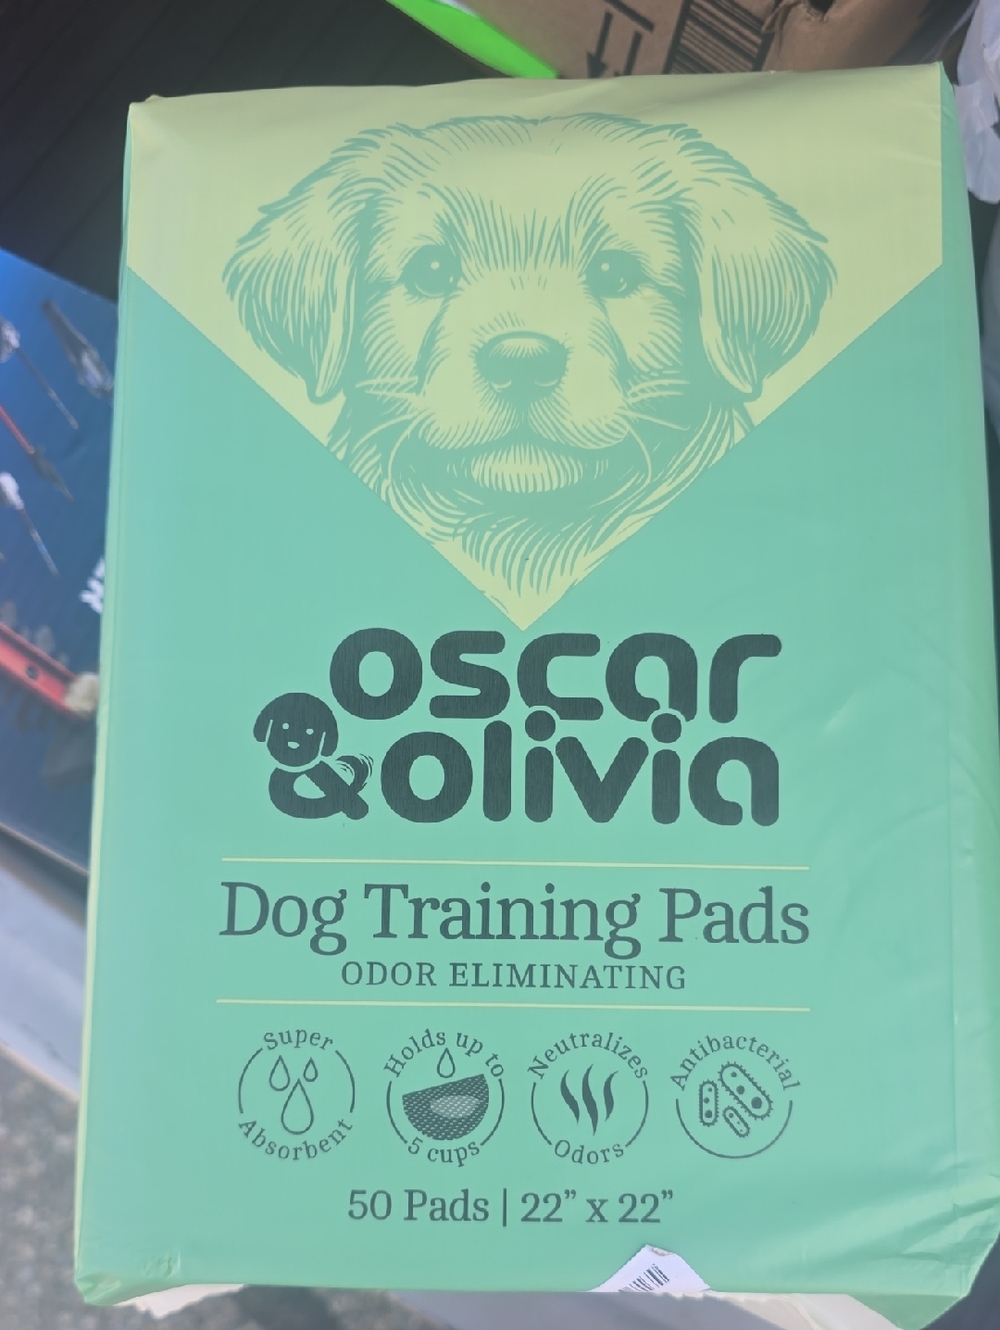 oscar
&olivia
Dog Training Pads
ODOR ELIMINATING
Super
Absorbent
Holds up to
5 cups
Neutralizes
Odors
Antibacterial
50 Pads | 22” x 22”